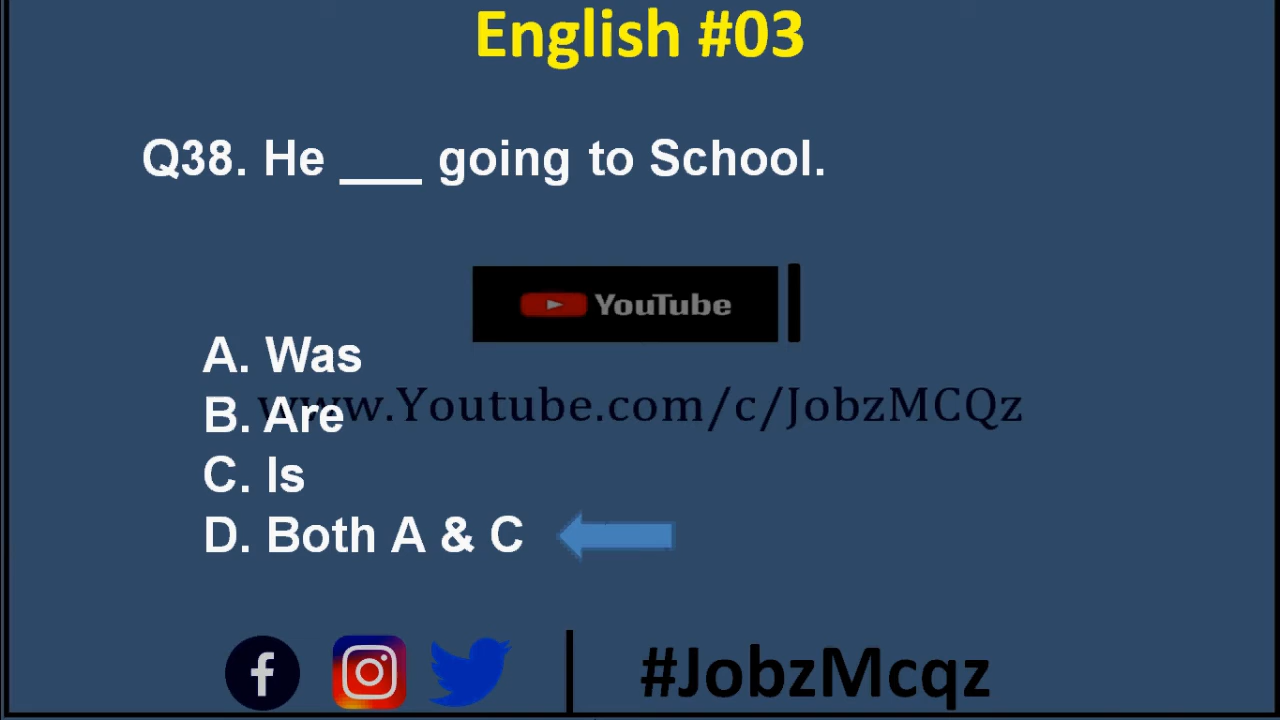 English #03
Q38. He ___ going to School.
YouTube
A. Was
www.Youtube.com/c/JobzMCQz
B. Are
C. Is
D. Both A & C
#JobzMcqz